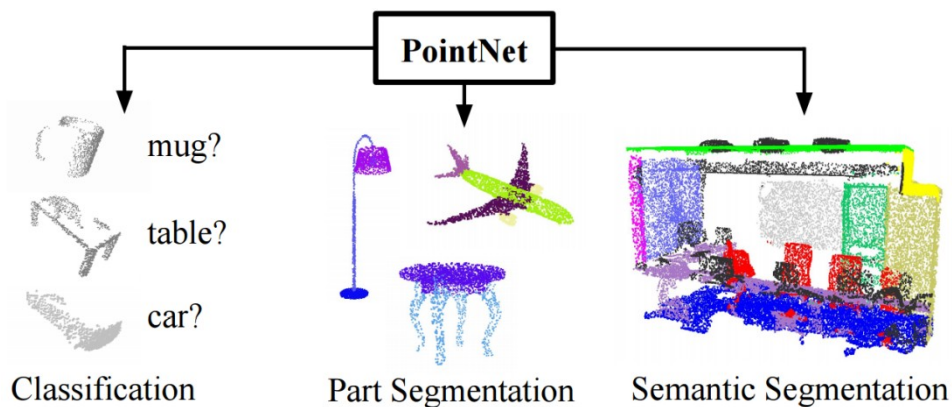 PointNet
mug?
table?
car?
Classification
Part Segmentation
Semantic Segmentation